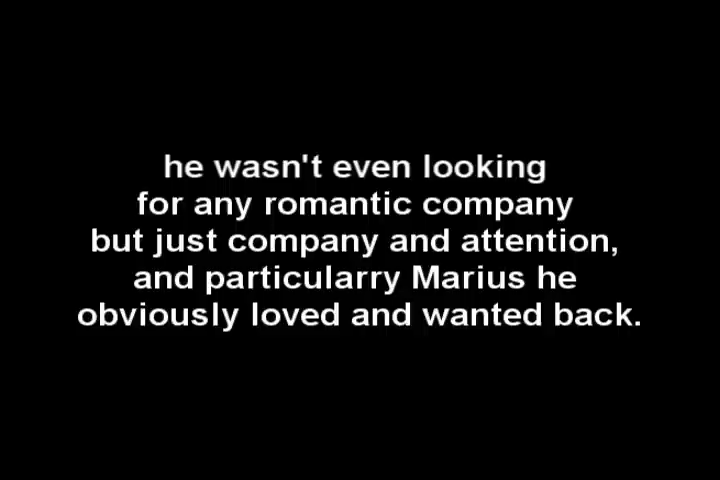 he wasn't even looking
for any romantic company
but just company and attention,
and particularry Marius he
obviously loved and wanted back.